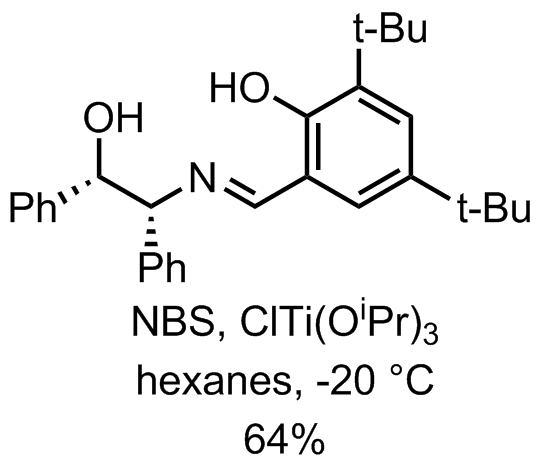 t-Bu
HO
OH
N
Ph
Ph
t-Bu
NBS, ClTi(OⁱPr)₃
hexanes, -20 °C
64%